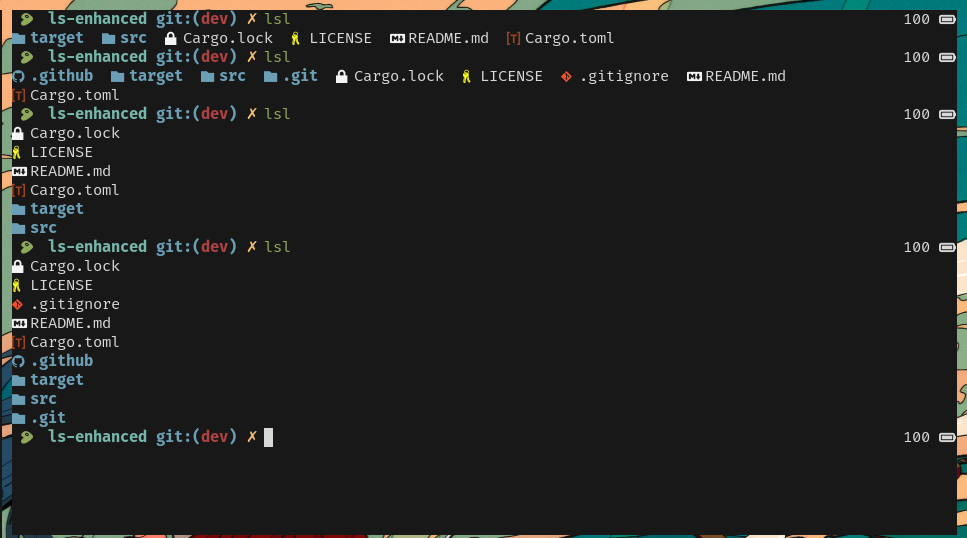 ls-enhanced git:(dev) ✗ lsl 100
target src Cargo.lock LICENSE README.md [T] Cargo.toml
ls-enhanced git:(dev) ✗ lsl 100
.github target src .git Cargo.lock LICENSE .gitignore README.md
[T] Cargo.toml
ls-enhanced git:(dev) ✗ lsl 100
Cargo.lock
LICENSE
README.md
[T] Cargo.toml
target
src
ls-enhanced git:(dev) ✗ lsl 100
Cargo.lock
LICENSE
.gitignore
README.md
[T] Cargo.toml
.github
target
src
.git
ls-enhanced git:(dev) ✗ 100